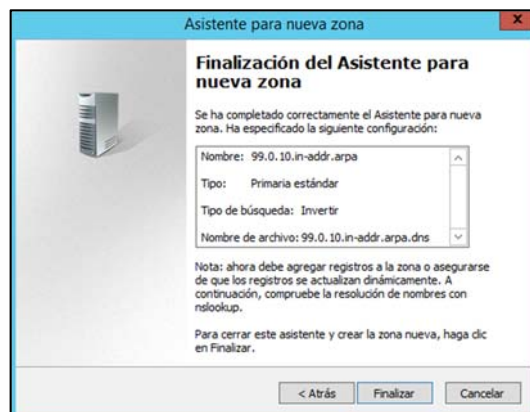 Asistente para nueva zona
x
Finalización del Asistente para
nueva zona
Se ha completado correctamente el Asistente para nueva
zona. Ha especificado la siguiente configuración:
Nombre: 99.0.10.in-addr.arpa
Tipo: Primaria estándar
Tipo de búsqueda: Invertir
Nombre de archivo: 99.0.10.in-addr.arpa.dns
Nota: ahora debe agregar registros a la zona o asegurarse
de que los registros se actualizan dinámicamente. A
continuación, compruebe la resolución de nombres con
nslookup.
Para cerrar este asistente y crear la zona nueva, haga clic
en Finalizar.
< Atrás Finalizar Cancelar